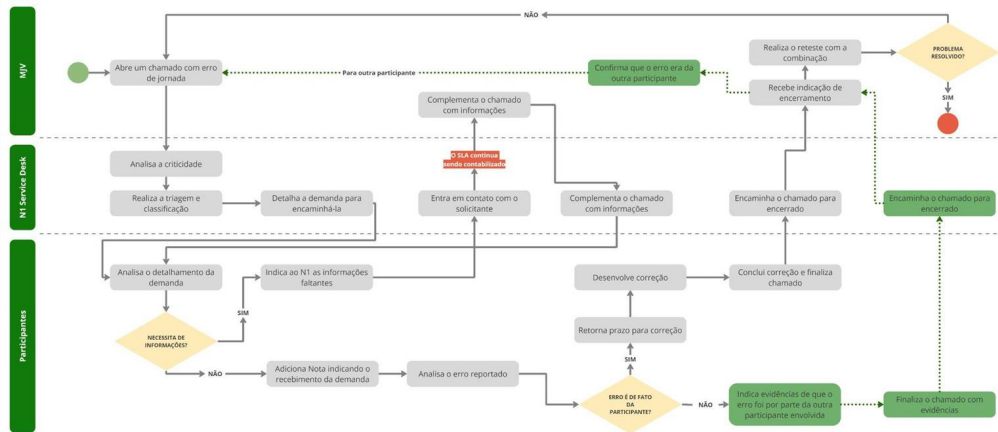 MJV
NÃO
Abre um chamado com erro
de jornada
Para outra participante
Confirma que o erro era da
outra participante
Realiza o reteste com a
combinação
PROBLEMA
RESOLVIDO?
SIM
Recebe indicação de
encerramento
Complementa o chamado
com informações
N1 Service Desk
Analisa a criticidade
O SLA continua
sendo contabilizado
Realiza a triagem e
classificação
Detalha a demanda para
encaminhá-la
Entra em contato com o
solicitante
Complementa o chamado
com informações
Encaminha o chamado para
encerrado
Encaminha o chamado para
encerrado
Participantes
Analisa o detalhamento da
demanda
Indica ao N1 as informações
faltantes
Desenvolve correção
Conclui correção e finaliza
chamado
SIM
NECESSITA DE
INFORMAÇÕES?
Retorna prazo para correção
SIM
NÃO
Adiciona Nota indicando o
recebimento da demanda
Analisa o erro reportado
ERRO É DE FATO
DA
PARTICIPANTE?
NÃO
Indica evidências de que o
erro foi por parte da outra
participante envolvida
Finaliza o chamado com
evidências